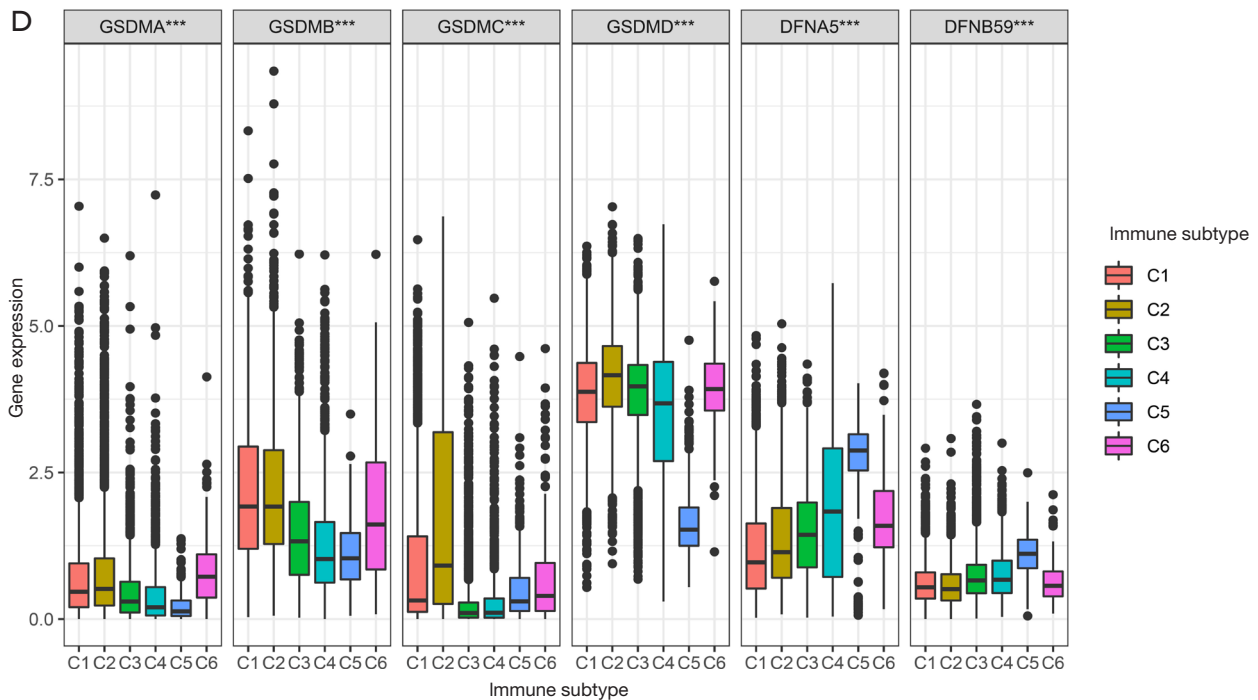 D
GSDMA*** GSDMB*** GSDMC*** GSDMD*** DFNA5*** DFNB59***
Gene expression
7.5
5.0
2.5
0.0
C1 C2 C3 C4 C5 C6 C1 C2 C3 C4 C5 C6 C1 C2 C3 C4 C5 C6 C1 C2 C3 C4 C5 C6 C1 C2 C3 C4 C5 C6 C1 C2 C3 C4 C5 C6
Immune subtype
Immune subtype
C1
C2
C3
C4
C5
C6